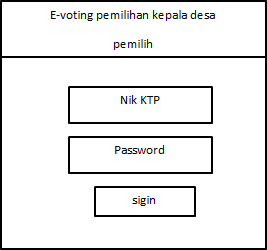 E-voting pemilihan kepala desa
pemilih
Nik KTP
Password
sigin